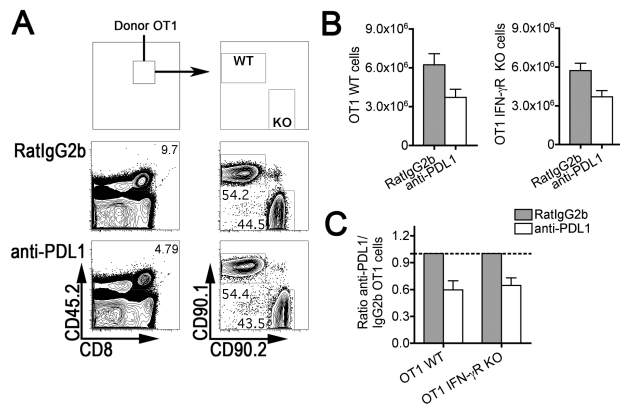 A
Donor OT1
WT
KO
RatIgG2b
9.7
54.2
44.5
anti-PDL1
4.79
54.4
43.5
CD45.2
CD8
CD90.1
CD90.2
B
OT1 WT cells
9.0x10⁶
6.0x10⁶
3.0x10⁶
0
RatIgG2b
anti-PDL1
OT1 IFN-γR KO cells
9.0x10⁶
6.0x10⁶
3.0x10⁶
0
RatIgG2b
anti-PDL1
C
RatIgG2b
anti-PDL1
Ratio anti-PDL1/
IgG2b OT1 cells
1.2
0.9
0.6
0.3
0.0
OT1 WT
OT1 IFN-γR KO